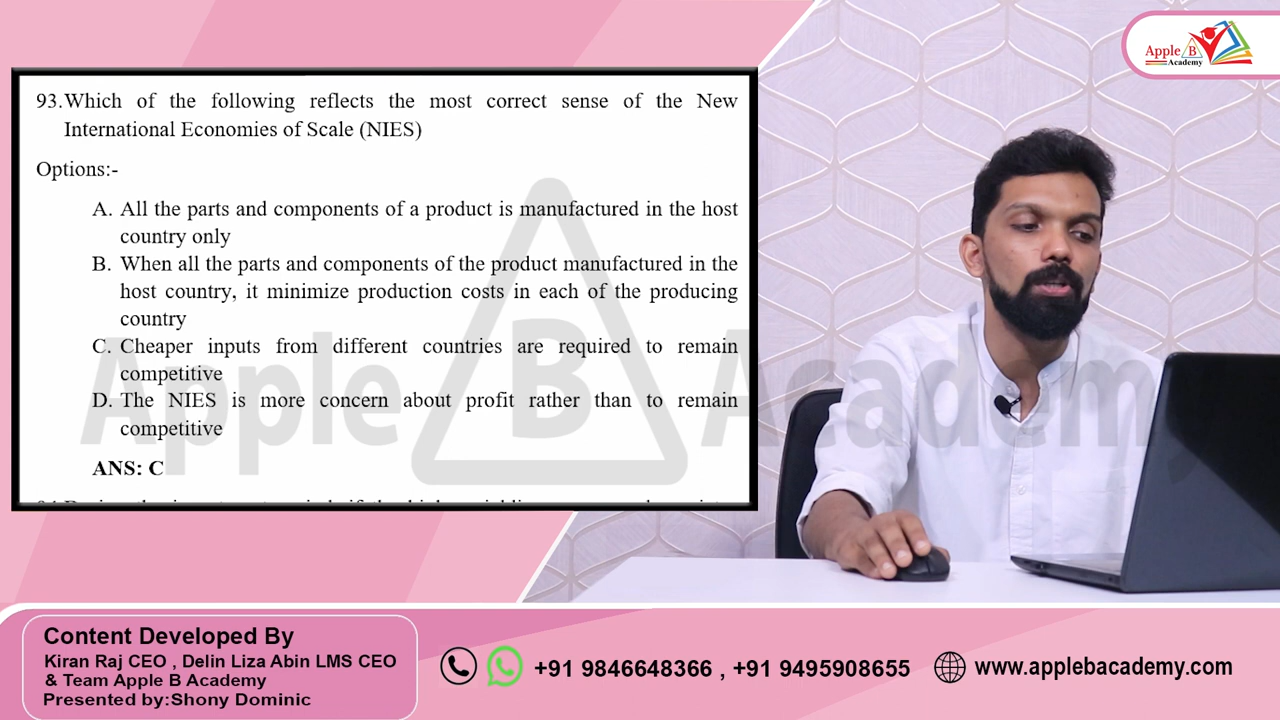 Apple B
Academy
93.Which of the following reflects the most correct sense of the New
International Economies of Scale (NIES)
Options:-
A. All the parts and components of a product is manufactured in the host
country only
B. When all the parts and components of the product manufactured in the
host country, it minimize production costs in each of the producing
country
C. Cheaper inputs from different countries are required to remain
competitive
D. The NIES is more concern about profit rather than to remain
competitive
ANS: C
Apple B Academy
Content Developed By
Kiran Raj CEO , Delin Liza Abin LMS CEO
& Team Apple B Academy
Presented by:Shony Dominic
+91 9846648366 , +91 9495908655
www.applebacademy.com